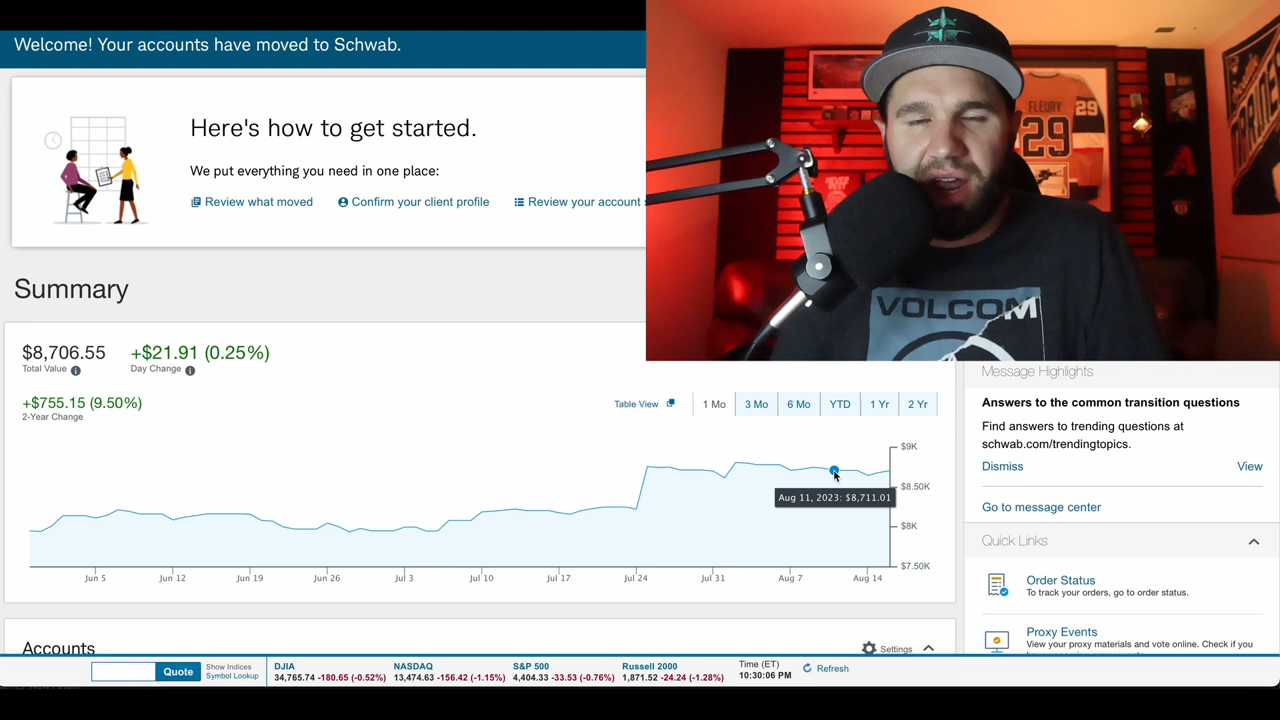 Welcome! Your accounts have moved to Schwab.
Here's how to get started.
We put everything you need in one place:
Review what moved
Confirm your client profile
Review your account
Summary
$8,706.55
+$21.91 (0.25%)
Total Value
Day Change
+$755.15 (9.50%)
2-Year Change
Table View
1 Mo
3 Mo
6 Mo
YTD
1 Yr
2 Yr
$9K
$8.50K
$8K
$7.50K
Aug 11, 2023: $8,711.01
Jun 5
Jun 12
Jun 19
Jun 26
Jul 3
Jul 10
Jul 17
Jul 24
Jul 31
Aug 7
Aug 14
Accounts
Settings
FLEURY
29
29
VOLCOM
Message Highlights
Answers to the common transition questions
Find answers to trending questions at
schwab.com/trendingtopics.
Dismiss
View
Go to message center
Quick Links
Order Status
To track your orders, go to order status.
Proxy Events
View your proxy materials and vote online. Check if you
Quote
Show Indices
Symbol Lookup
DJIA
34,765.74 -180.65 (-0.52%)
NASDAQ
13,474.63 -156.42 (-1.15%)
S&P 500
4,404.33 -33.53 (-0.76%)
Russell 2000
1,871.52 -24.24 (-1.28%)
Time (ET)
10:30:06 PM
Refresh